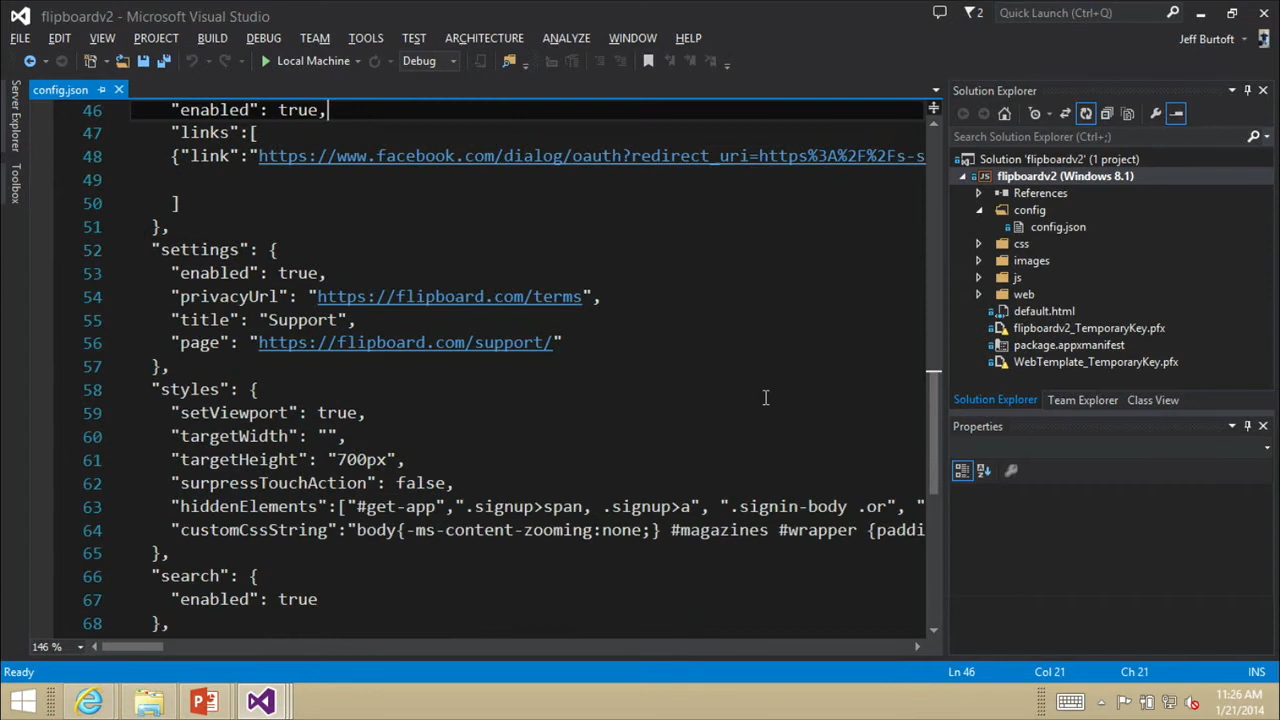 flipboardv2 - Microsoft Visual Studio
2
Quick Launch (Ctrl+Q)
FILE EDIT VIEW PROJECT BUILD DEBUG TEAM TOOLS TEST ARCHITECTURE ANALYZE WINDOW HELP
Jeff Burtoft
Local Machine Debug
Server Explorer
Toolbox
config.json
46 "enabled": true,
47 "links":[
48 {"link":"https://www.facebook.com/dialog/oauth?redirect_uri=https%3A%2F%2Fs-s
49
50 ]
51 },
52 "settings": {
53 "enabled": true,
54 "privacyUrl": "https://flipboard.com/terms",
55 "title": "Support",
56 "page": "https://flipboard.com/support/"
57 },
58 "styles": {
59 "setViewport": true,
60 "targetWidth": "",
61 "targetHeight": "700px",
62 "surpressTouchAction": false,
63 "hiddenElements":["#get-app",".signup>span, .signup>a", ".signin-body .or", "
64 "customCssString":"body{-ms-content-zooming:none;} #magazines #wrapper {paddi
65 },
66 "search": {
67 "enabled": true
68 },
146 %
Solution Explorer
Search Solution Explorer (Ctrl+;)
Solution 'flipboardv2' (1 project)
JS flipboardv2 (Windows 8.1)
References
config
config.json
css
images
js
web
default.html
flipboardv2_TemporaryKey.pfx
package.appxmanifest
WebTemplate_TemporaryKey.pfx
Solution Explorer Team Explorer Class View
Properties
Ready Ln 46 Col 21 Ch 21 INS
11:26 AM
1/21/2014